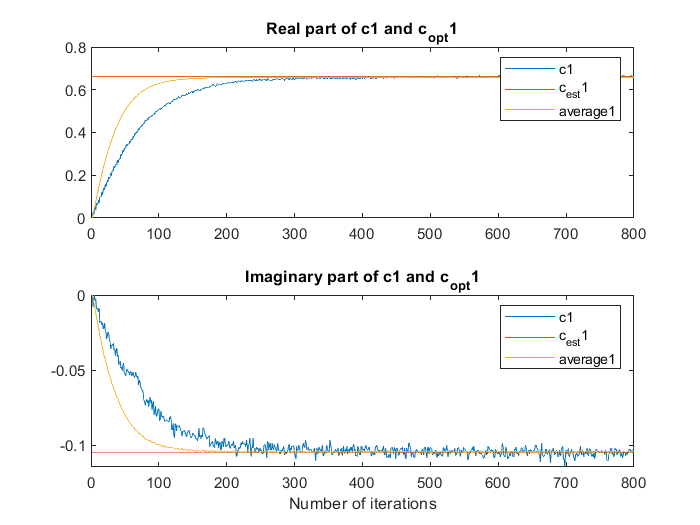 Real part of c1 and c_opt1
0.8
0.6
0.4
0.2
0
c1
c_est1
average1
0 100 200 300 400 500 600 700 800
Imaginary part of c1 and c_opt1
0
-0.05
-0.1
c1
c_est1
average1
0 100 200 300 400 500 600 700 800
Number of iterations